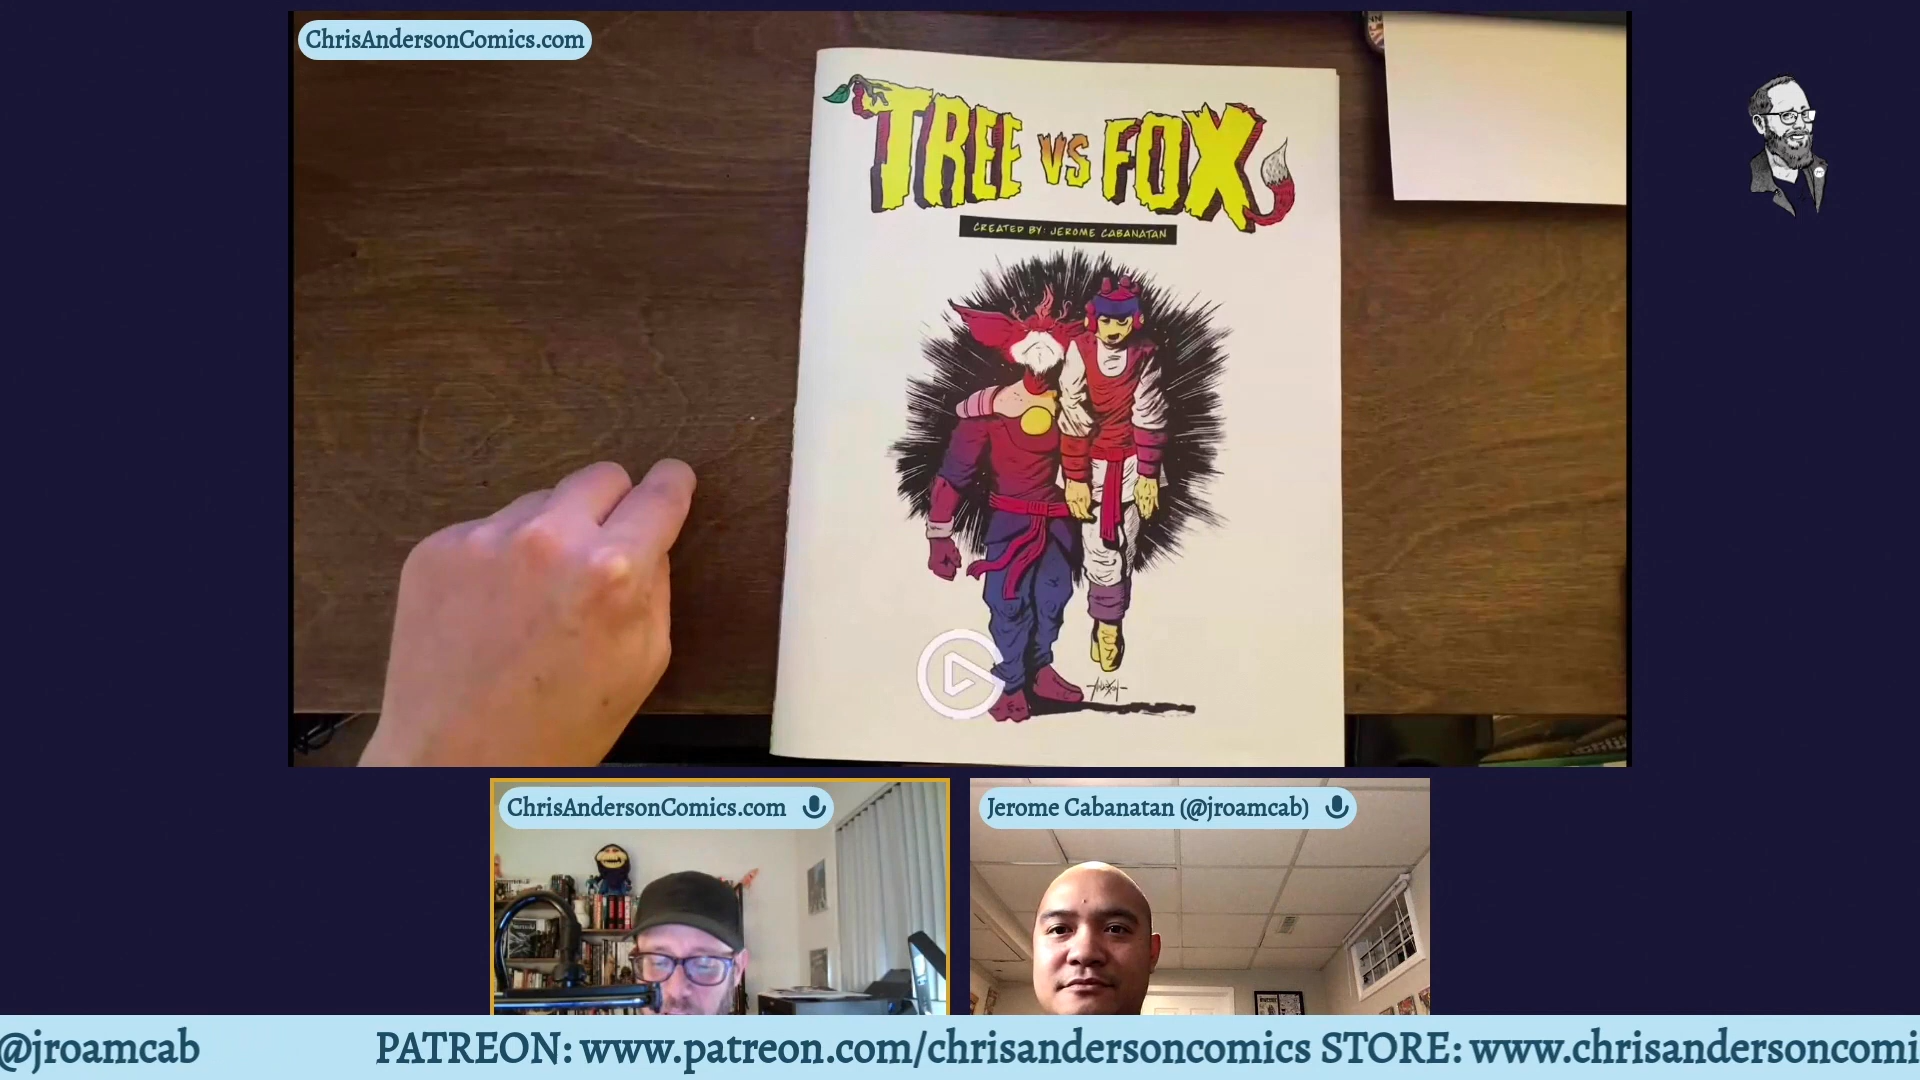 ChrisAndersonComics.com
TREE VS FOX
CREATED BY: JEROME CABANATAN
ChrisAndersonComics.com
Jerome Cabanatan (@jroamcab)
@jroamcab PATREON: www.patreon.com/chrisandersoncomics STORE: www.chrisandersoncomi